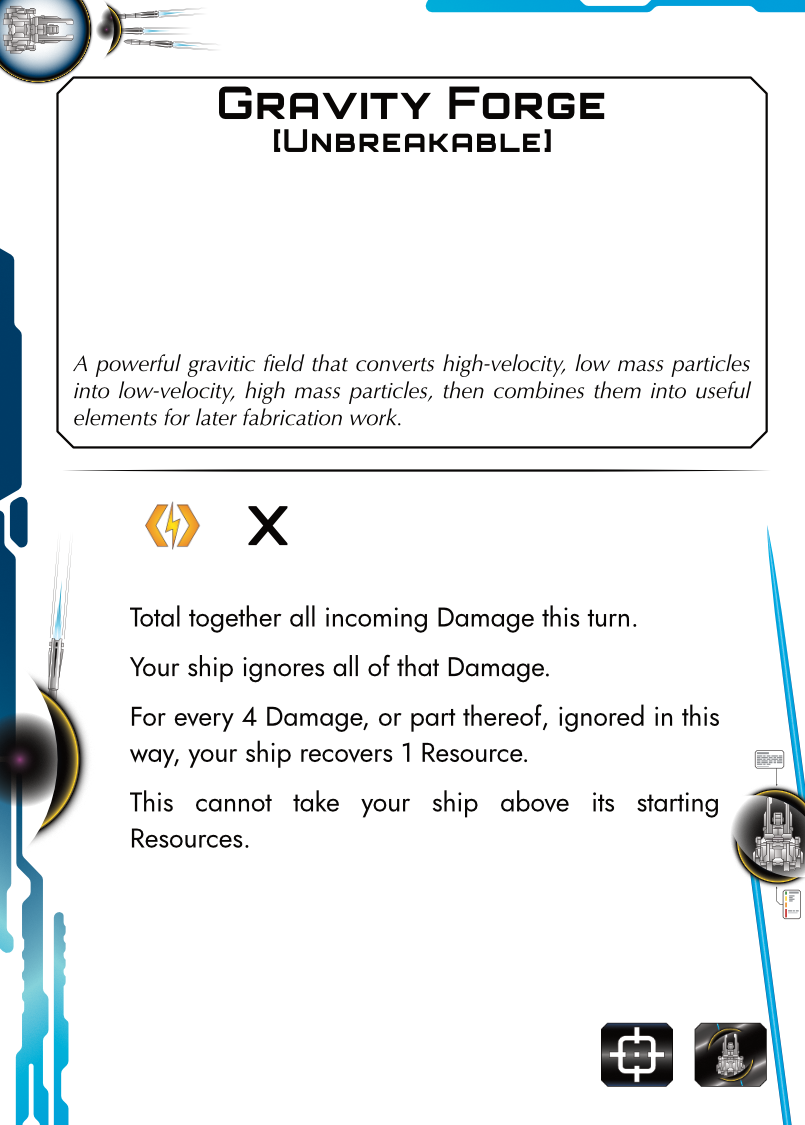 Gravity Forge
[Unbreakable]
A powerful gravitic field that converts high-velocity, low mass particles
into low-velocity, high mass particles, then combines them into useful
elements for later fabrication work.
X
Total together all incoming Damage this turn.
Your ship ignores all of that Damage.
For every 4 Damage, or part thereof, ignored in this
way, your ship recovers 1 Resource.
This cannot take your ship above its starting
Resources.